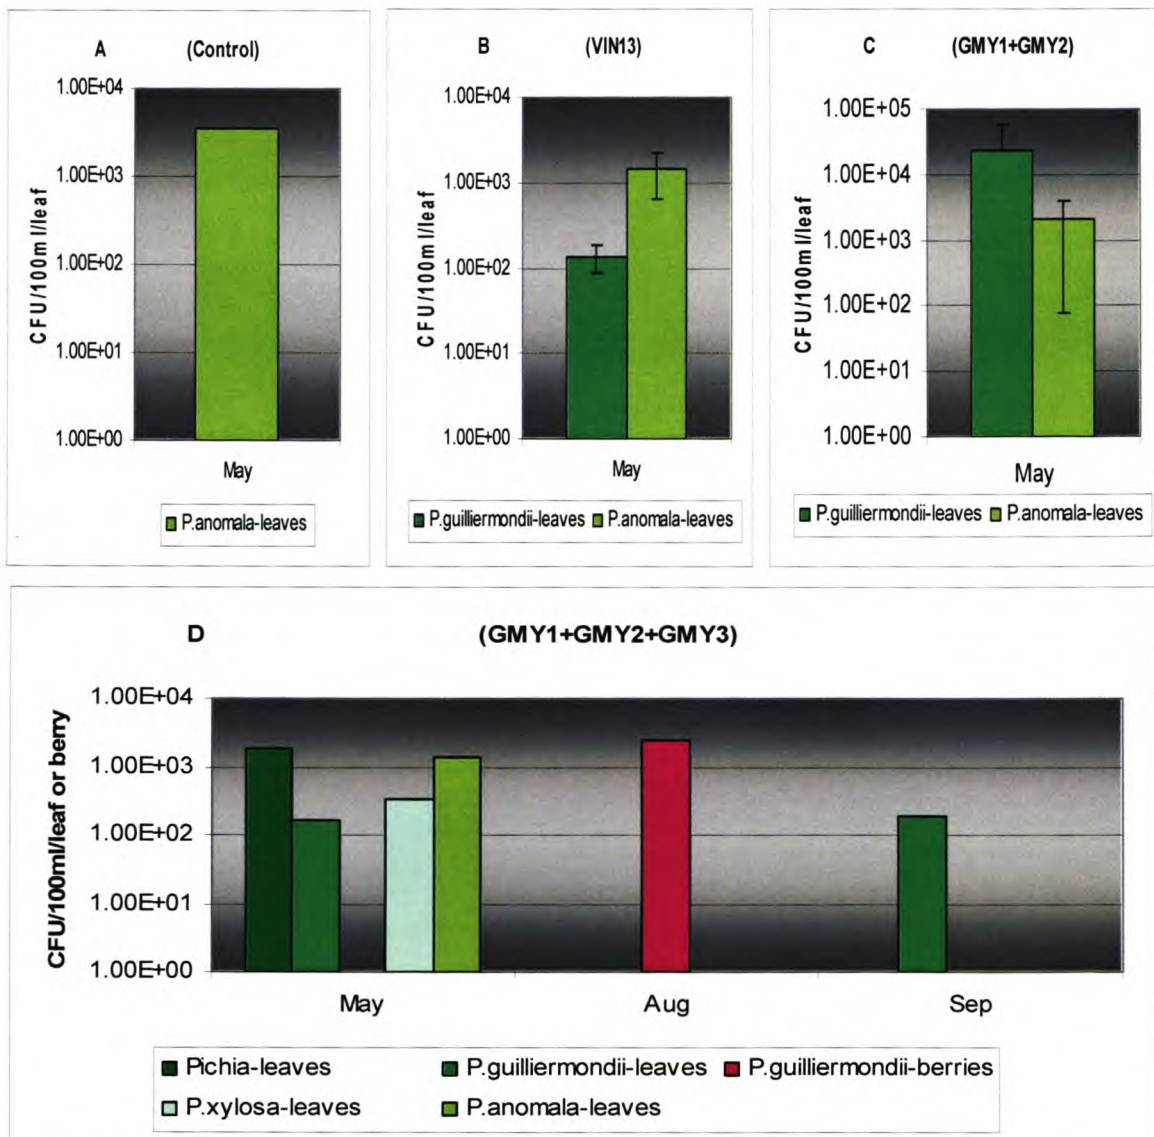 A (Control)
CFU/100ml/leaf
1.00E+04
1.00E+03
1.00E+02
1.00E+01
1.00E+00
May
P.anomala-leaves
B (VIN13)
CFU/100ml/leaf
1.00E+04
1.00E+03
1.00E+02
1.00E+01
1.00E+00
May
P.guilliermondii-leaves P.anomala-leaves
C (GMY1+GMY2)
CFU/100ml/leaf
1.00E+05
1.00E+04
1.00E+03
1.00E+02
1.00E+01
1.00E+00
May
P.guilliermondii-leaves P.anomala-leaves
D (GMY1+GMY2+GMY3)
CFU/100ml/leaf or berry
1.00E+04
1.00E+03
1.00E+02
1.00E+01
1.00E+00
May Aug Sep
Pichia-leaves P.guilliermondii-leaves P.guilliermondii-berries
P.xylosa-leaves P.anomala-leaves